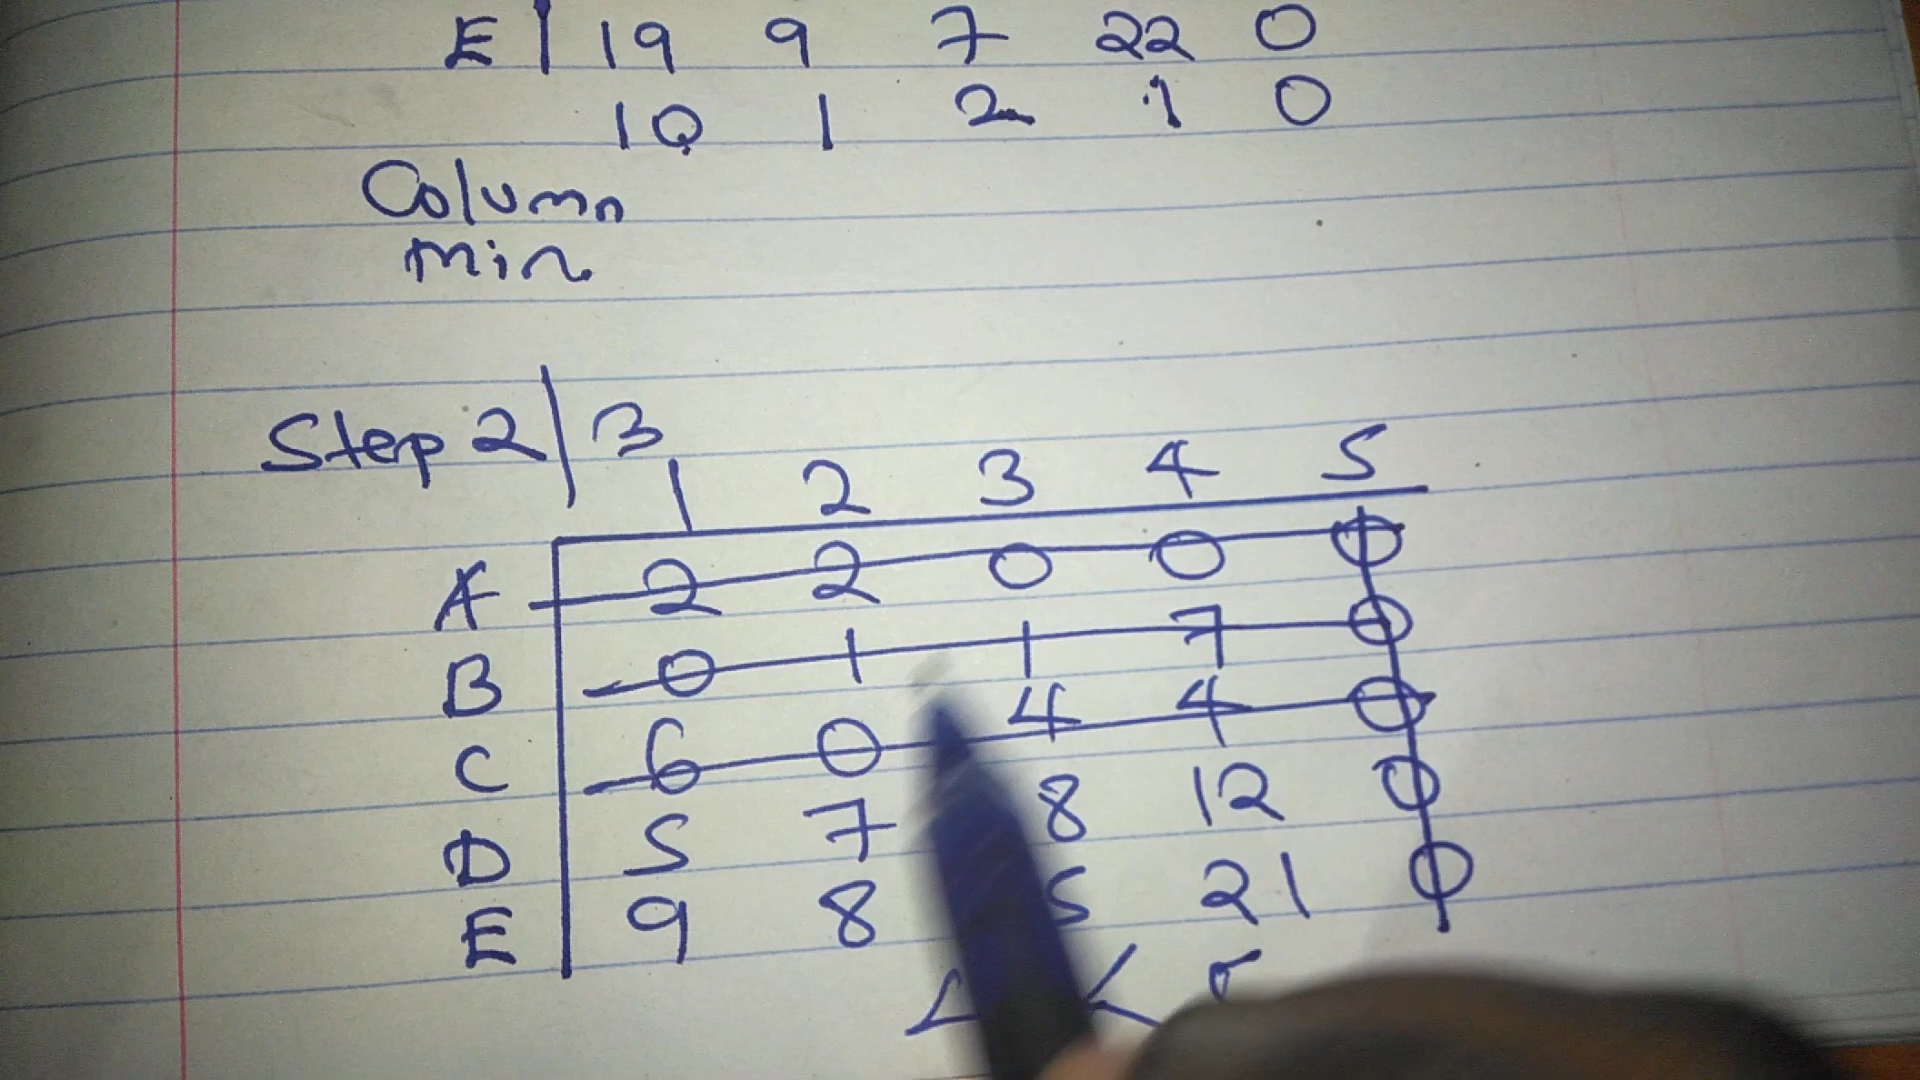 E | 19 9 7 22 0
10 1 2 1 0
Column
min
Step 2 | 3
1 2 3 4 5
A 2 2 0 0 0
B 0 1 1 7 0
C 6 0 4 4 0
D 5 7 8 12 0
E 9 8 5 21 0
<